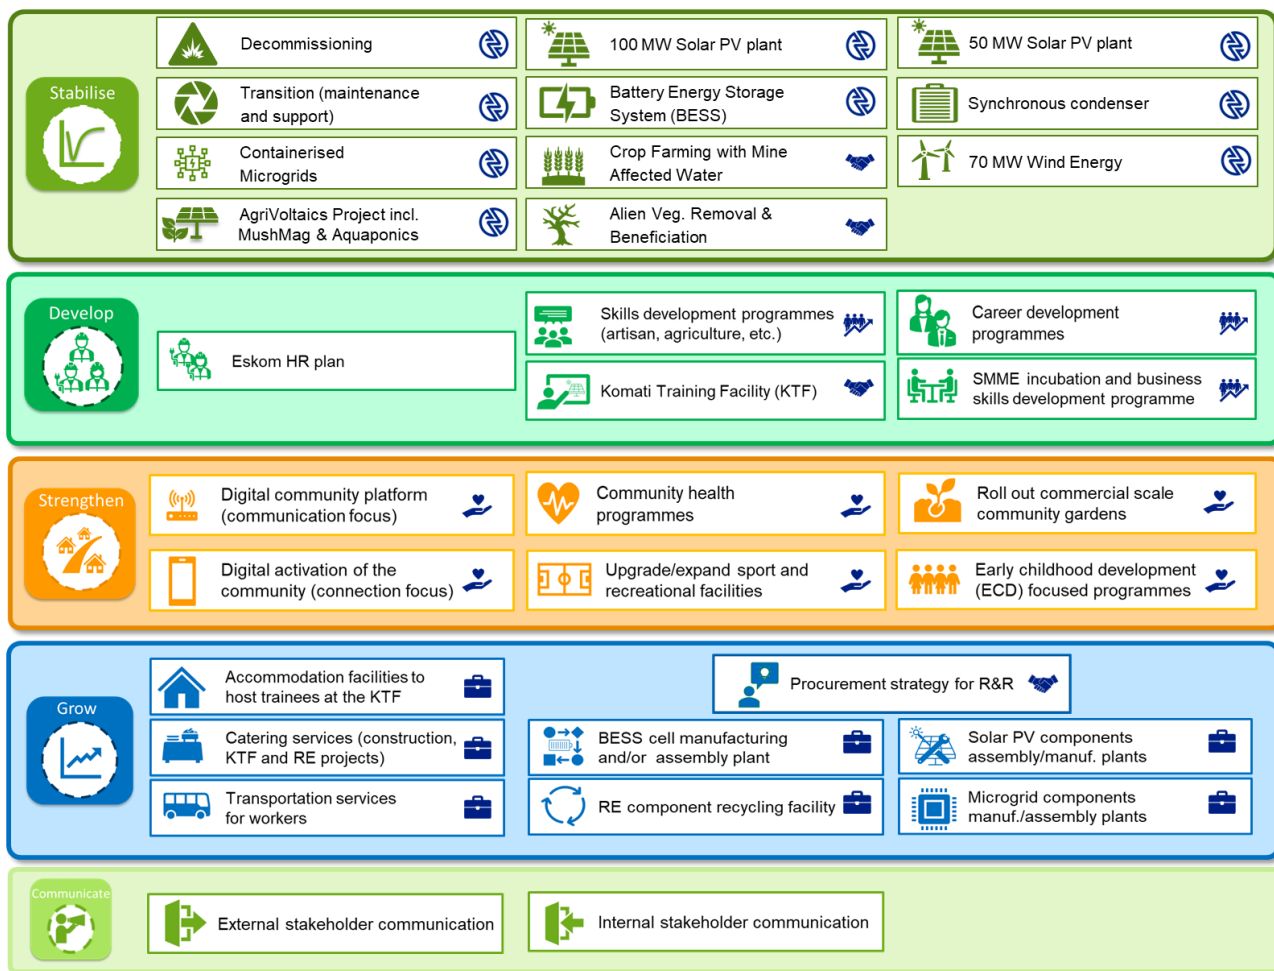 Stabilise
Decommissioning
100 MW Solar PV plant
50 MW Solar PV plant
Transition (maintenance
and support)
Battery Energy Storage
System (BESS)
Synchronous condenser
Containerised
Microgrids
Crop Farming with Mine
Affected Water
70 MW Wind Energy
AgriVoltaics Project incl.
MushMag & Aquaponics
Alien Veg. Removal &
Beneficiation
Develop
Eskom HR plan
Skills development programmes
(artisan, agriculture, etc.)
Career development
programmes
Komati Training Facility (KTF)
SMME incubation and business
skills development programme
Strengthen
Digital community platform
(communication focus)
Community health
programmes
Roll out commercial scale
community gardens
Digital activation of the
community (connection focus)
Upgrade/expand sport and
recreational facilities
Early childhood development
(ECD) focused programmes
Grow
Accommodation facilities to
host trainees at the KTF
Procurement strategy for R&R
Catering services (construction,
KTF and RE projects)
BESS cell manufacturing
and/or assembly plant
Solar PV components
assembly/manuf. plants
Transportation services
for workers
RE component recycling facility
Microgrid components
manuf./assembly plants
Communicate
External stakeholder communication
Internal stakeholder communication